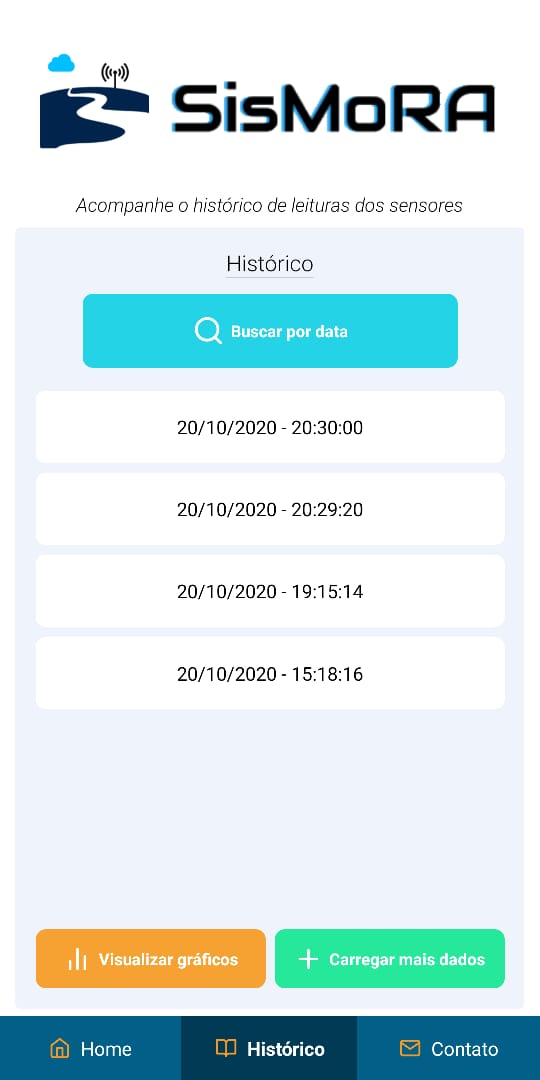 SisMoRA
Acompanhe o histórico de leituras dos sensores
Histórico
Buscar por data
20/10/2020 - 20:30:00
20/10/2020 - 20:29:20
20/10/2020 - 19:15:14
20/10/2020 - 15:18:16
Visualizar gráficos
Carregar mais dados
Home
Histórico
Contato